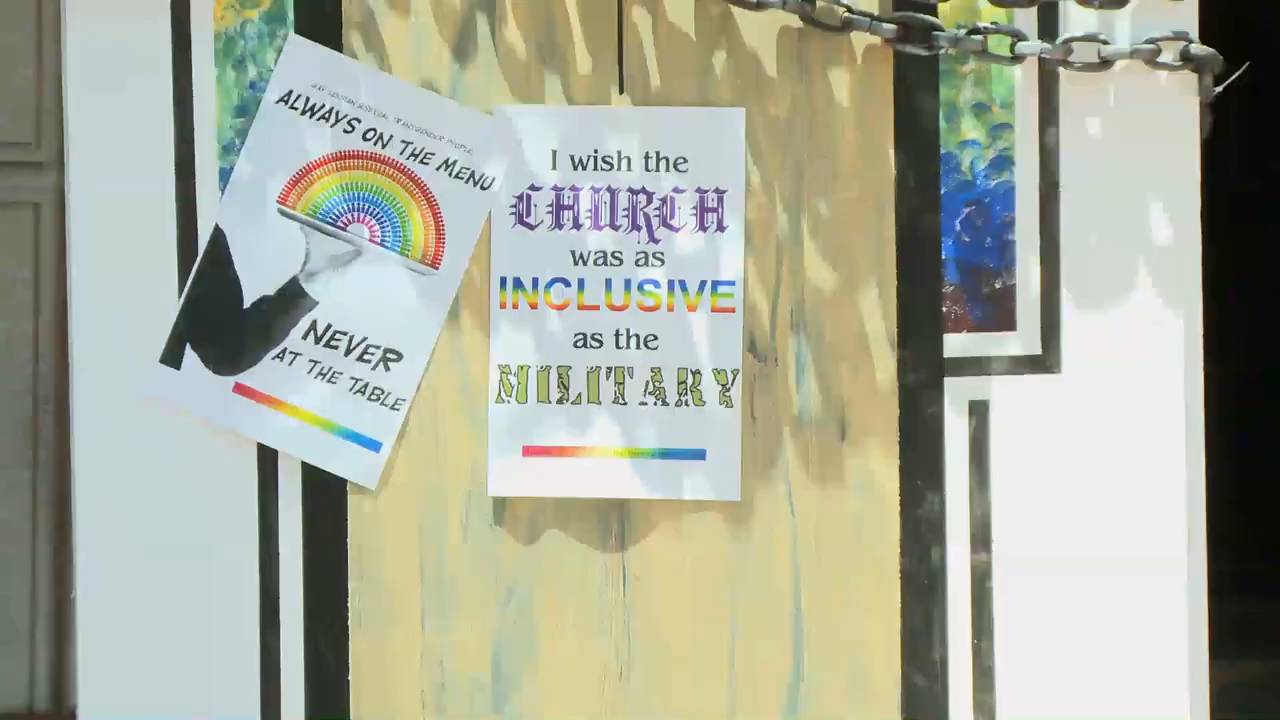 ALWAYS ON THE MENU
NEVER
AT THE TABLE
I wish the
CHURCH
was as
INCLUSIVE
as the
MILITARY